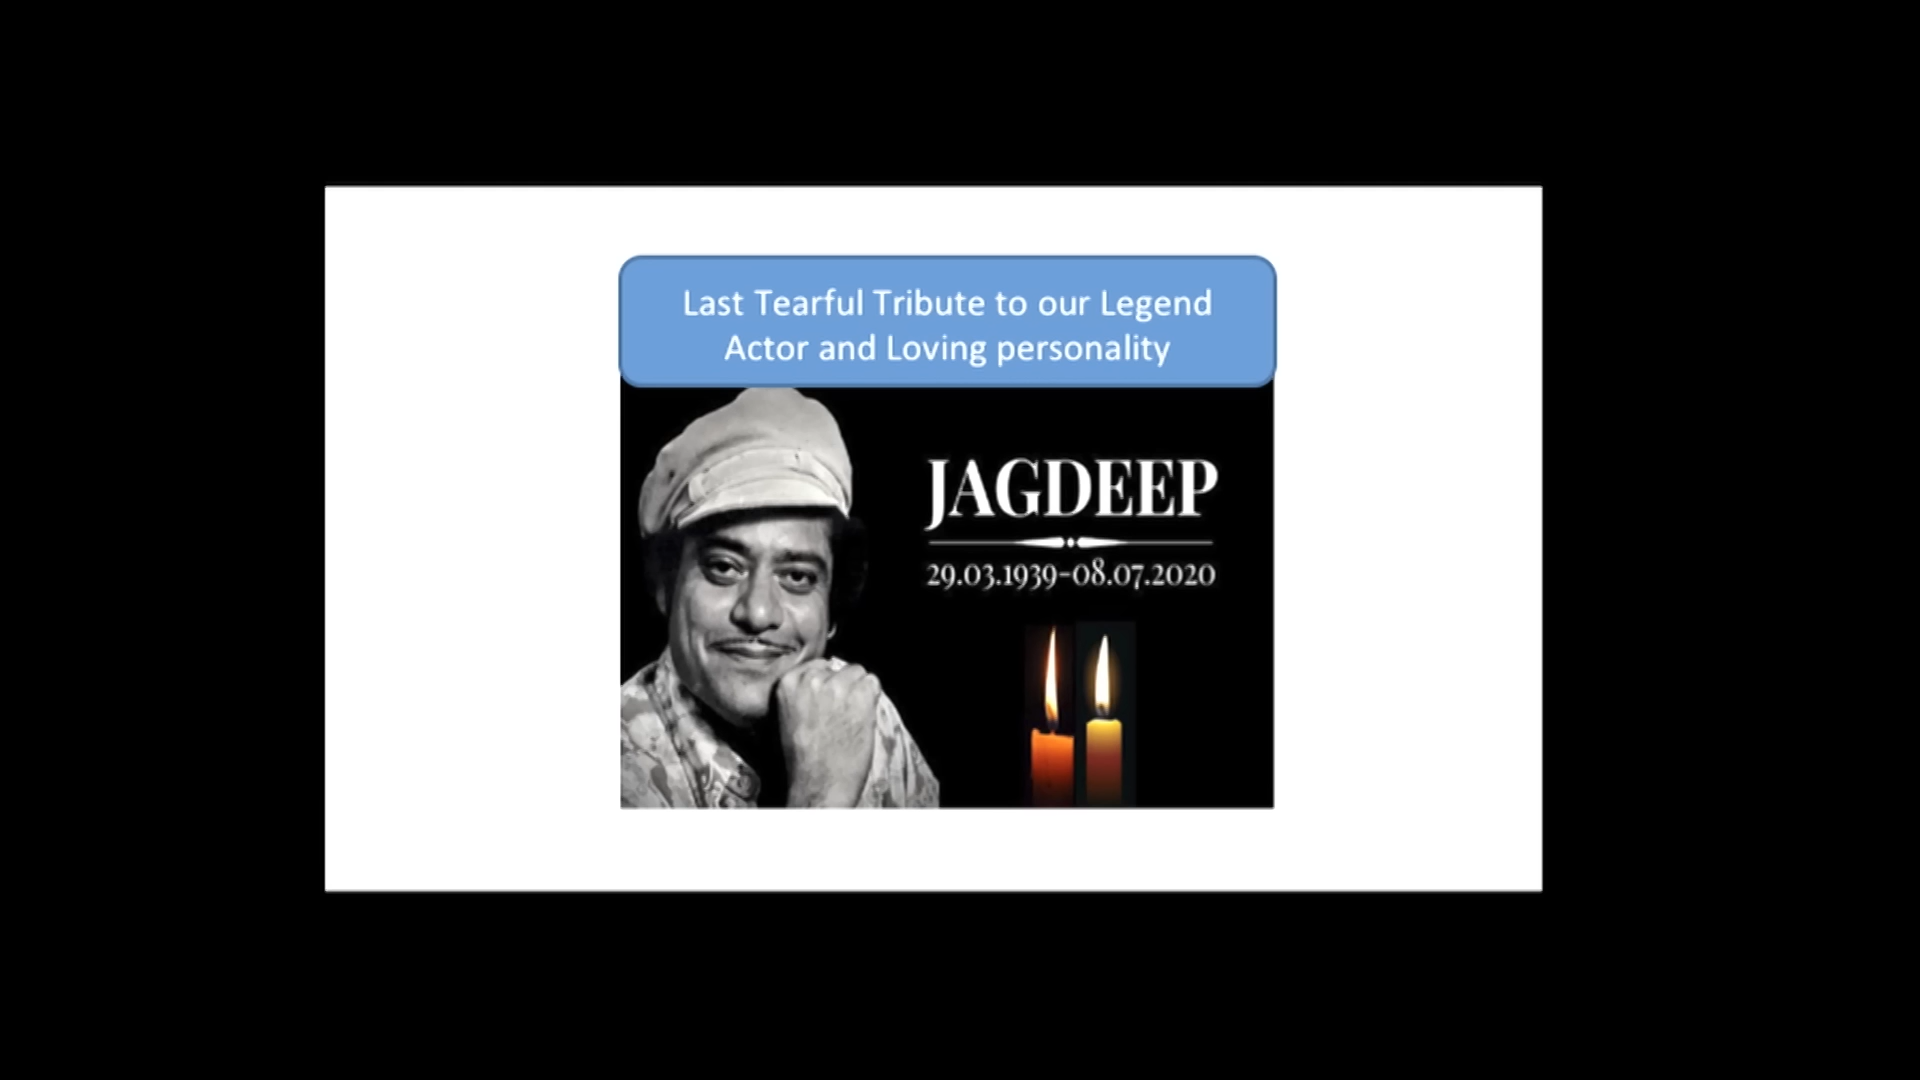 Last Tearful Tribute to our Legend
Actor and Loving personality
JAGDEEP
29.03.1939-08.07.2020